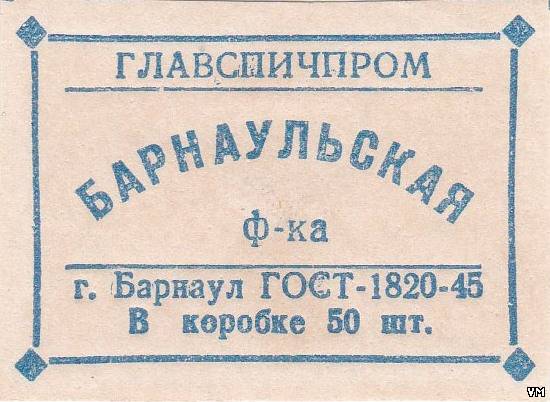 ГЛАВСПИЧПРОМ
БАРНАУЛЬСКАЯ
ф-ка
г. Барнаул ГОСТ-1820-45
В коробке 50 шт.
VM